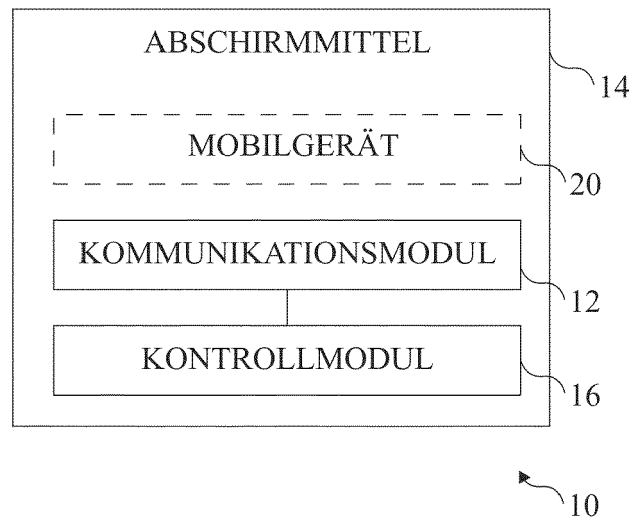 ABSCHIRMMITTEL
14
MOBILGERÄT
20
KOMMUNIKATIONSMODUL
12
KONTROLLMODUL
16
10